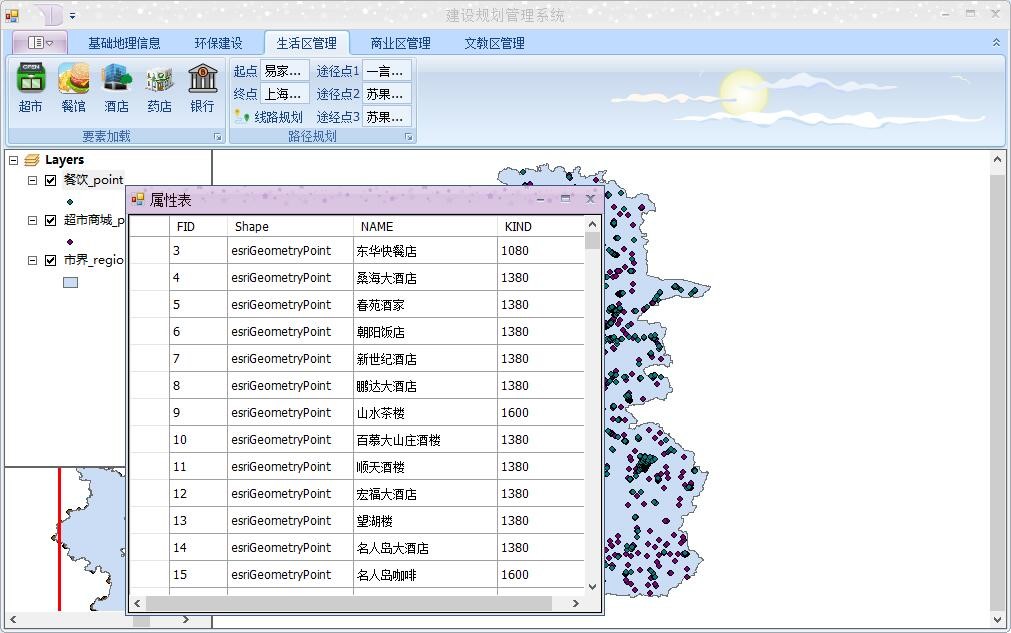 建设规划管理系统
基础地理信息 环保建设 生活区管理 商业区管理 文教区管理
OPEN
超市 餐馆 酒店 药店 银行
要素加载
起点 易家... 途径点1 一言...
终点 上海... 途径点2 苏果...
线路规划 途经点3 苏果...
路径规划
Layers
餐饮_point
超市商城_p
市界_regio
属性表
FID Shape NAME KIND
3 esriGeometryPoint 东华快餐店 1080
4 esriGeometryPoint 桑海大酒店 1380
5 esriGeometryPoint 春苑酒家 1380
6 esriGeometryPoint 朝阳饭店 1380
7 esriGeometryPoint 新世纪酒店 1380
8 esriGeometryPoint 鹏达大酒店 1380
9 esriGeometryPoint 山水茶楼 1600
10 esriGeometryPoint 百慕大山庄酒楼 1380
11 esriGeometryPoint 顺天酒楼 1380
12 esriGeometryPoint 宏福大酒店 1380
13 esriGeometryPoint 望湖楼 1380
14 esriGeometryPoint 名人岛大酒店 1380
15 esriGeometryPoint 名人岛咖啡 1600